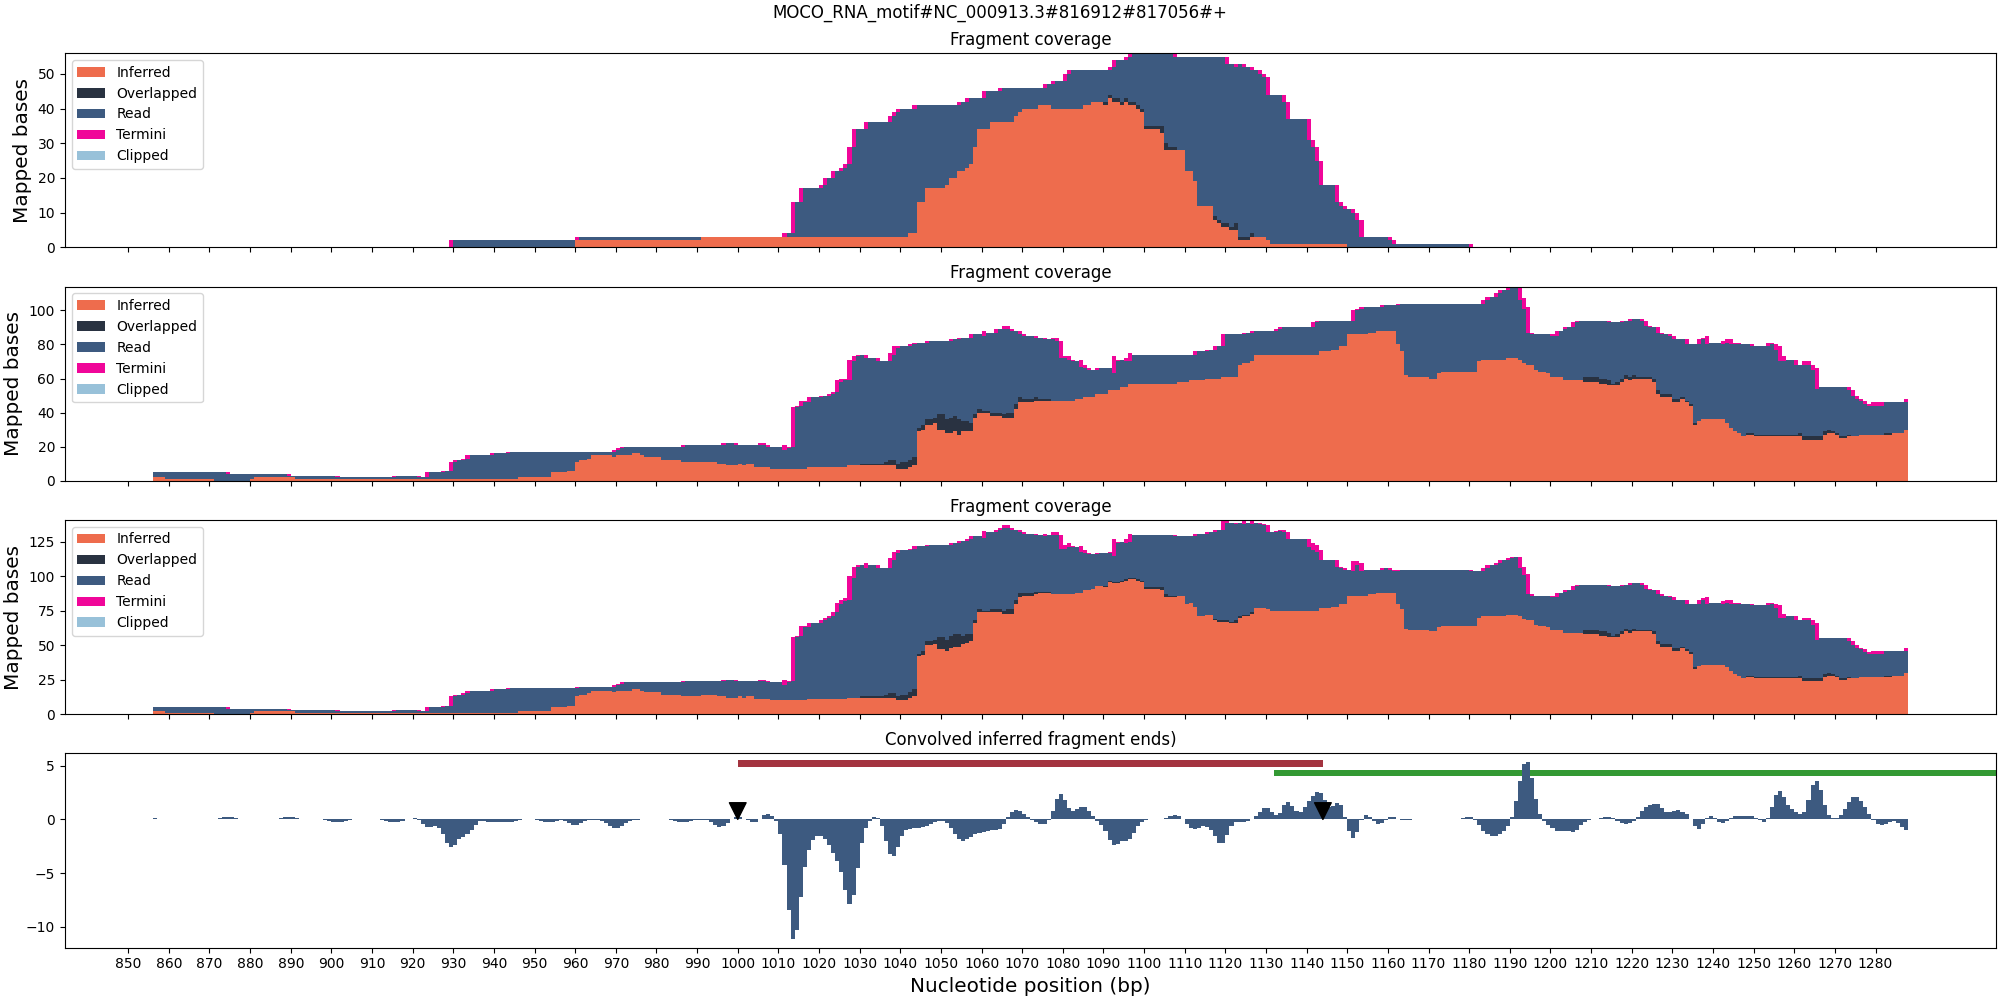 MOCO_RNA_motif#NC_000913.3#816912#817056#+
Fragment coverage
Mapped bases
50
40
30
20
10
0
Inferred
Overlapped
Read
Termini
Clipped
Fragment coverage
Mapped bases
100
80
60
40
20
0
Inferred
Overlapped
Read
Termini
Clipped
Fragment coverage
Mapped bases
125
100
75
50
25
0
Inferred
Overlapped
Read
Termini
Clipped
Convolved inferred fragment ends)
5
0
−5
−10
850 860 870 880 890 900 910 920 930 940 950 960 970 980 990 1000 1010 1020 1030 1040 1050 1060 1070 1080 1090 1100 1110 1120 1130 1140 1150 1160 1170 1180 1190 1200 1210 1220 1230 1240 1250 1260 1270 1280
Nucleotide position (bp)